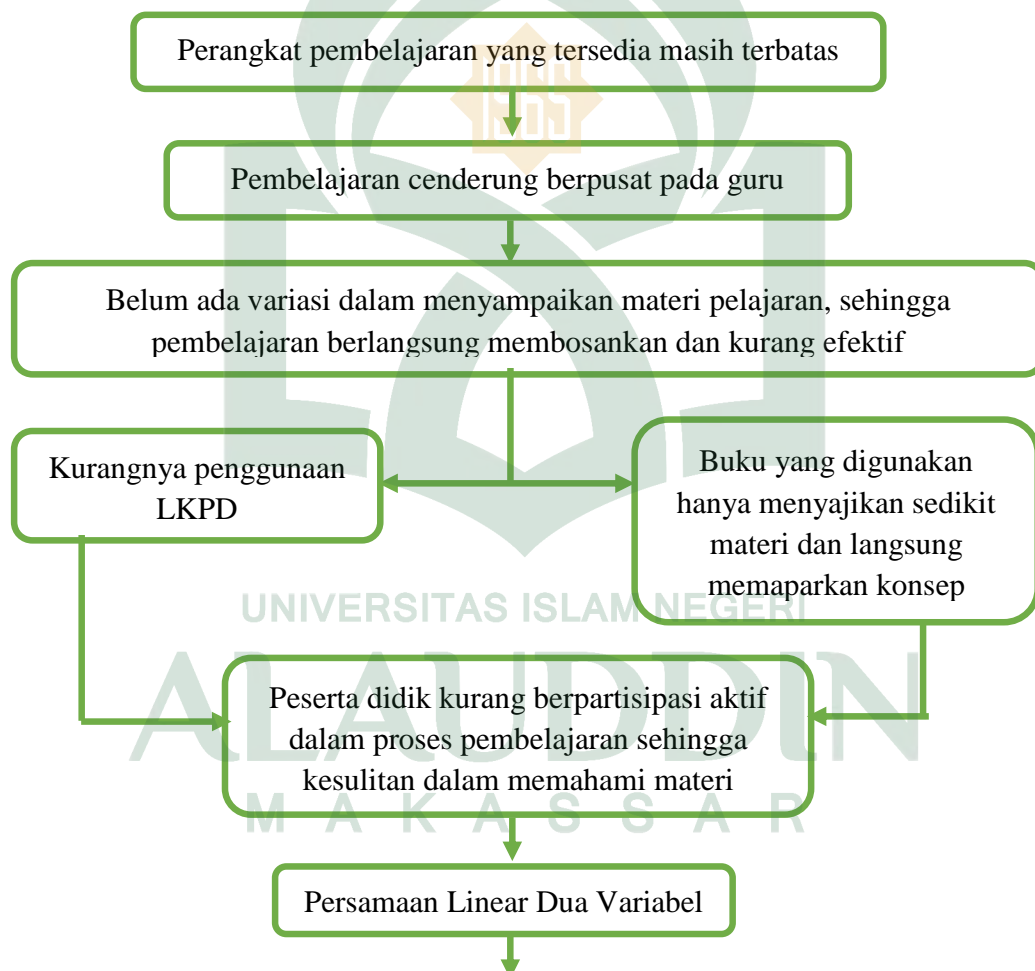 Perangkat pembelajaran yang tersedia masih terbatas
1965
Pembelajaran cenderung berpusat pada guru
Belum ada variasi dalam menyampaikan materi pelajaran, sehingga
pembelajaran berlangsung membosankan dan kurang efektif
Kurangnya penggunaan
LKPD
Buku yang digunakan
hanya menyajikan sedikit
materi dan langsung
memaparkan konsep
UNIVERSITAS ISLAM NEGERI
ALAUDDIN
Peserta didik kurang berpartisipasi aktif
dalam proses pembelajaran sehingga
kesulitan dalam memahami materi
MAKASSAR
Persamaan Linear Dua Variabel